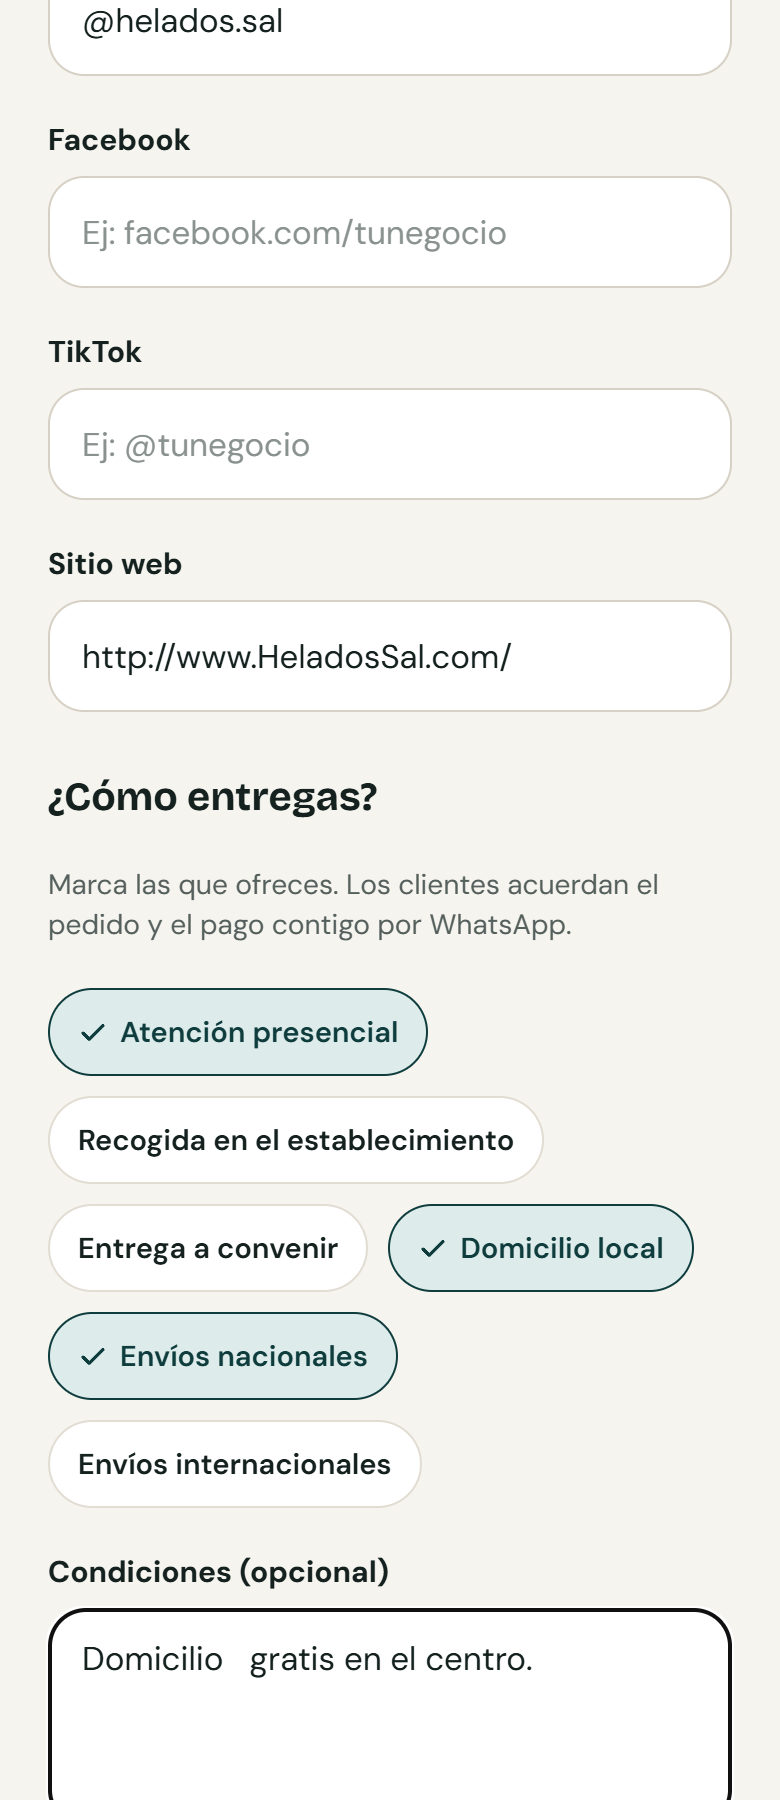 @helados.sal
Facebook
Ej: facebook.com/tunegocio
TikTok
Ej: @tunegocio
Sitio web
http://www.HeladosSal.com/
¿Cómo entregas?
Marca las que ofreces. Los clientes acuerdan el
pedido y el pago contigo por WhatsApp.
Atención presencial
Recogida en el establecimiento
Entrega a convenir
Domicilio local
Envíos nacionales
Envíos internacionales
Condiciones (opcional)
Domicilio   gratis en el centro.